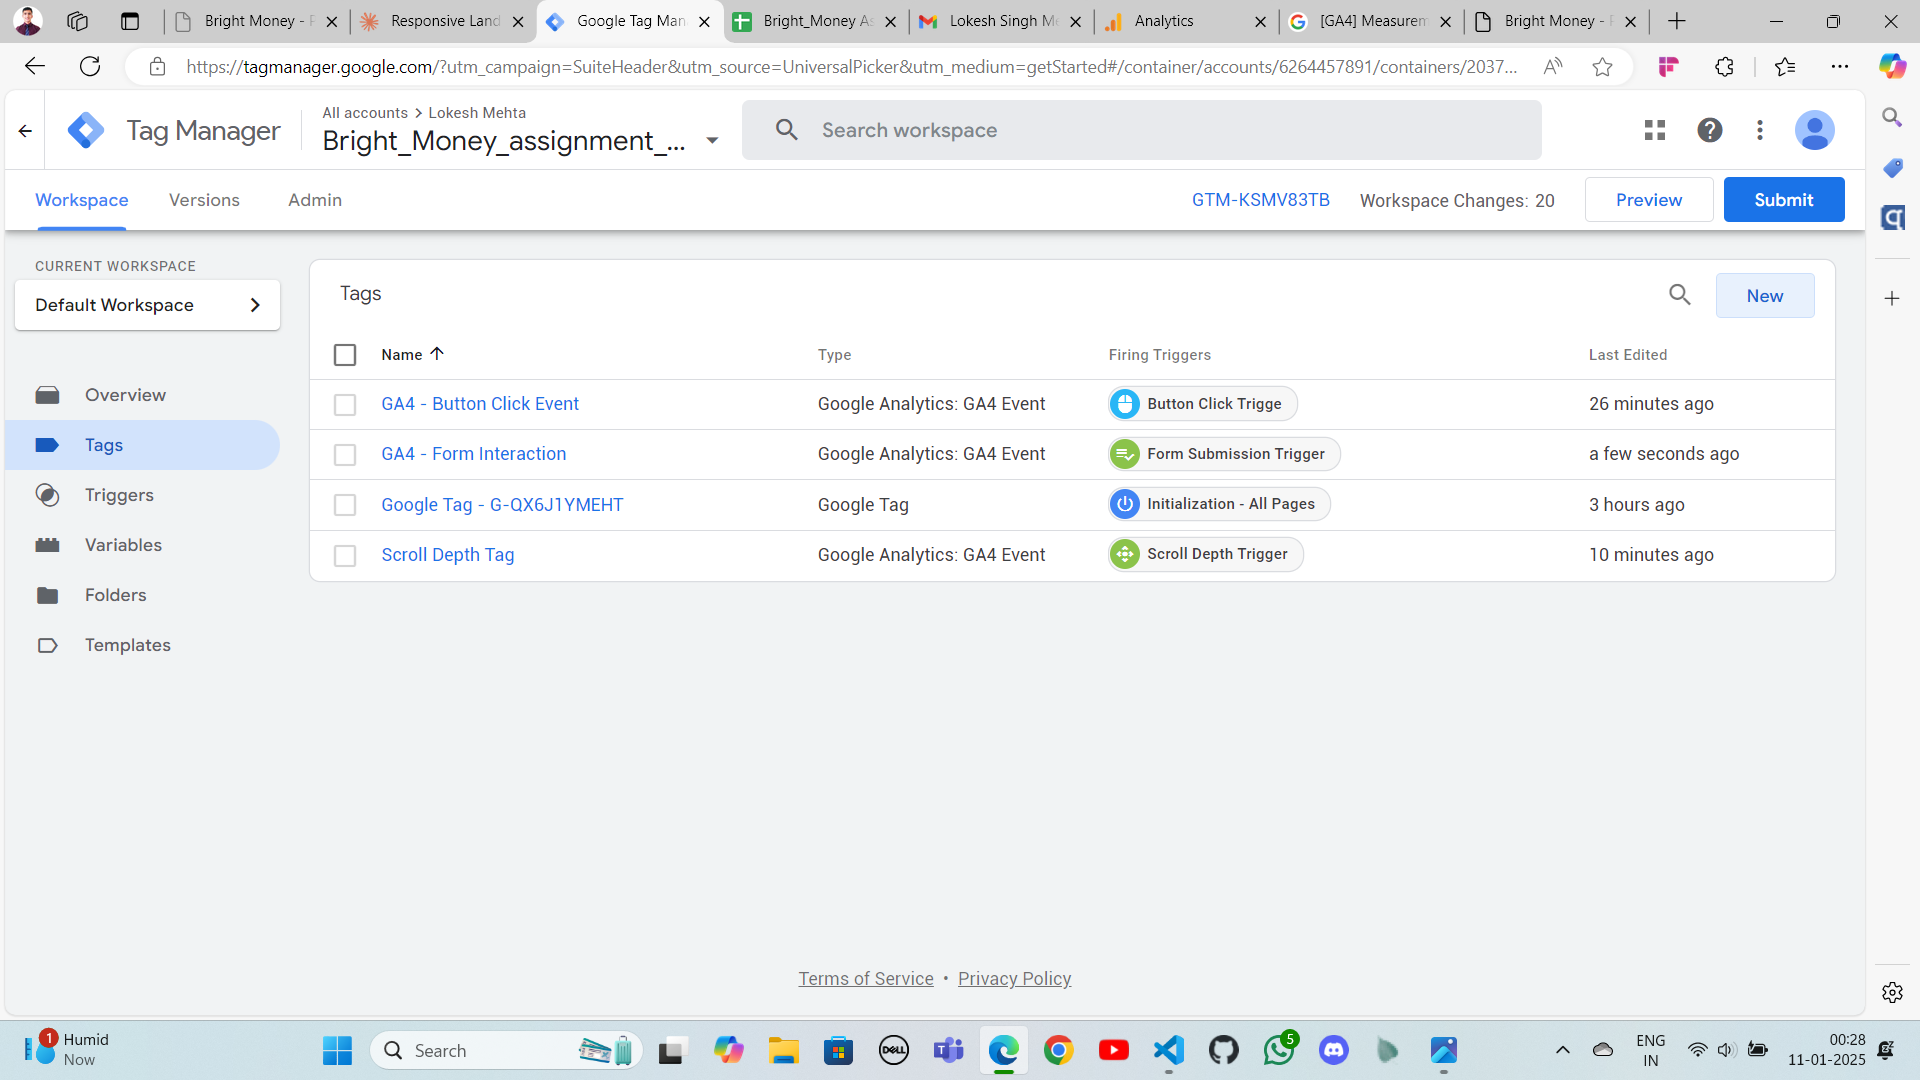 Bright Money - P
Responsive Land
Google Tag Man
Bright_Money As
Lokesh Singh Me
Analytics
[GA4] Measurem
Bright Money - P
https://tagmanager.google.com/?utm_campaign=SuiteHeader&utm_source=UniversalPicker&utm_medium=getStarted#/container/accounts/6264457891/containers/2037...
Tag Manager
All accounts > Lokesh Mehta
Bright_Money_assignment_...
Search workspace
Workspace
Versions
Admin
GTM-KSMV83TB
Workspace Changes: 20
Preview
Submit
CURRENT WORKSPACE
Default Workspace
Overview
Tags
Triggers
Variables
Folders
Templates
Tags
New
Name Type Firing Triggers Last Edited
GA4 - Button Click Event Google Analytics: GA4 Event Button Click Trigge 26 minutes ago
GA4 - Form Interaction Google Analytics: GA4 Event Form Submission Trigger a few seconds ago
Google Tag - G-QX6J1YMEHT Google Tag Initialization - All Pages 3 hours ago
Scroll Depth Tag Google Analytics: GA4 Event Scroll Depth Trigger 10 minutes ago
Terms of Service • Privacy Policy
1
Humid
Now
Search
DELL
5
ENG
IN
00:28
11-01-2025